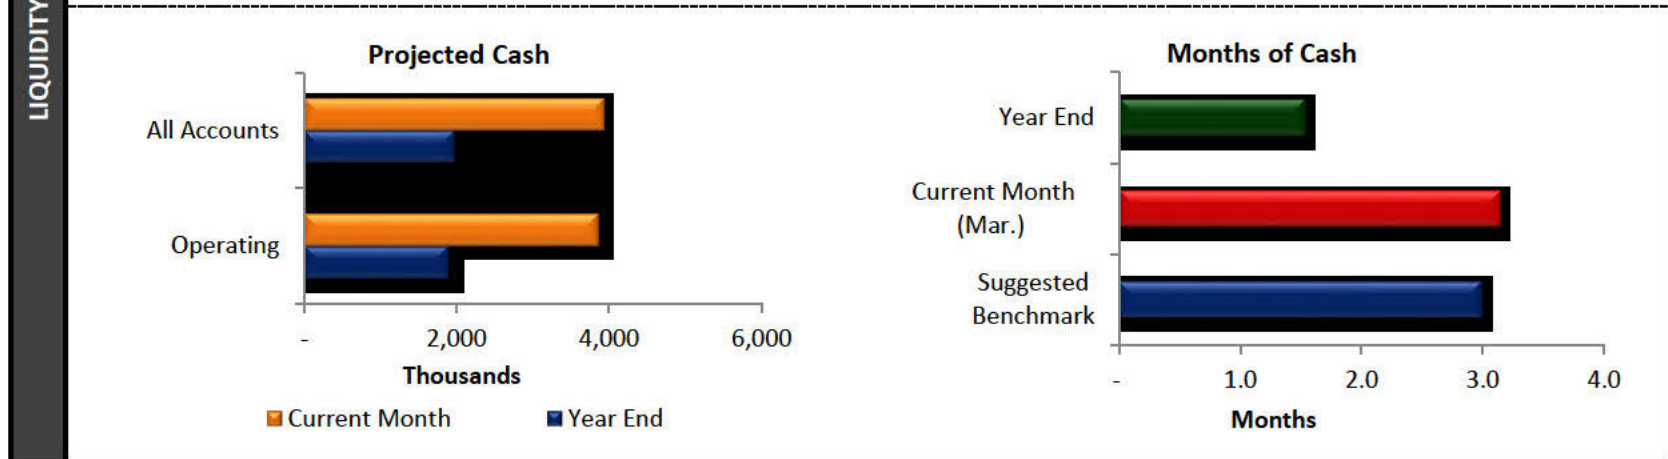 LIQUIDITY
Projected Cash
All Accounts
Operating
-
2,000
4,000
6,000
Thousands
Current Month
Year End
Months of Cash
Year End
Current Month
(Mar.)
Suggested
Benchmark
-
1.0
2.0
3.0
4.0
Months